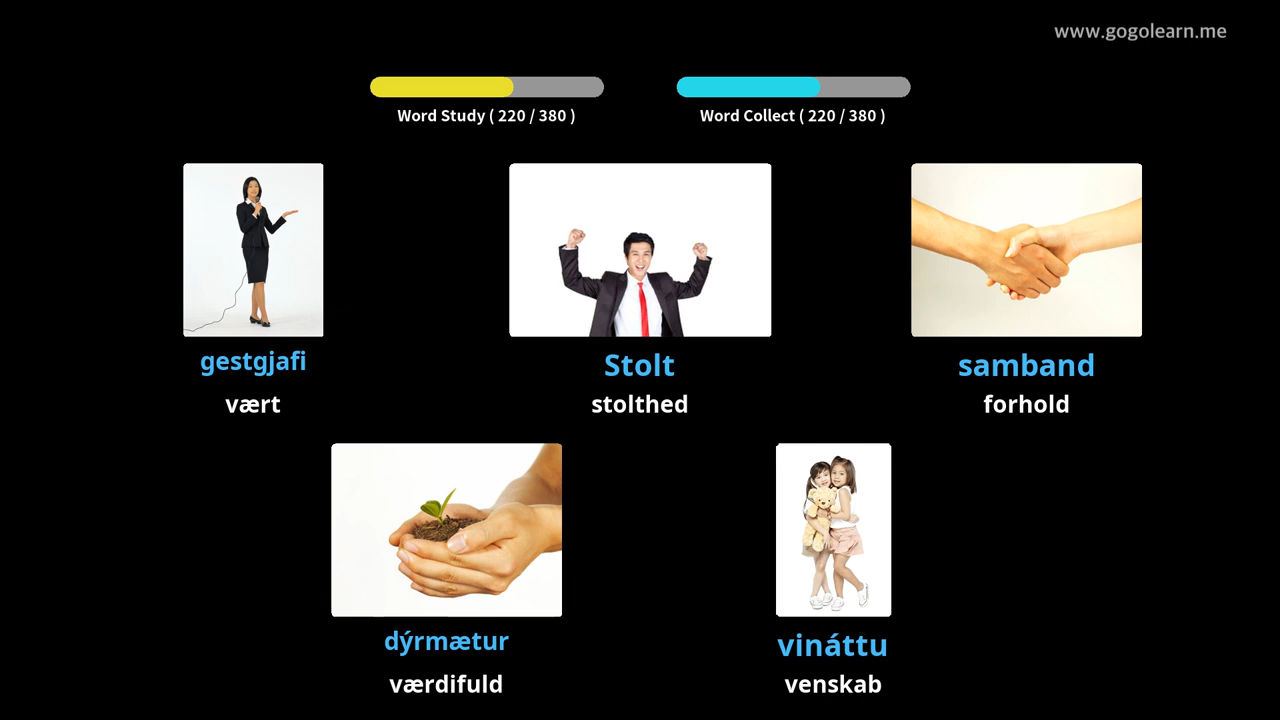 www.gogolearn.me
Word Study ( 220 / 380 )
Word Collect ( 220 / 380 )
gestgjafi
vært
Stolt
stolthed
samband
forhold
dýrmætur
værdifuld
vináttu
venskab